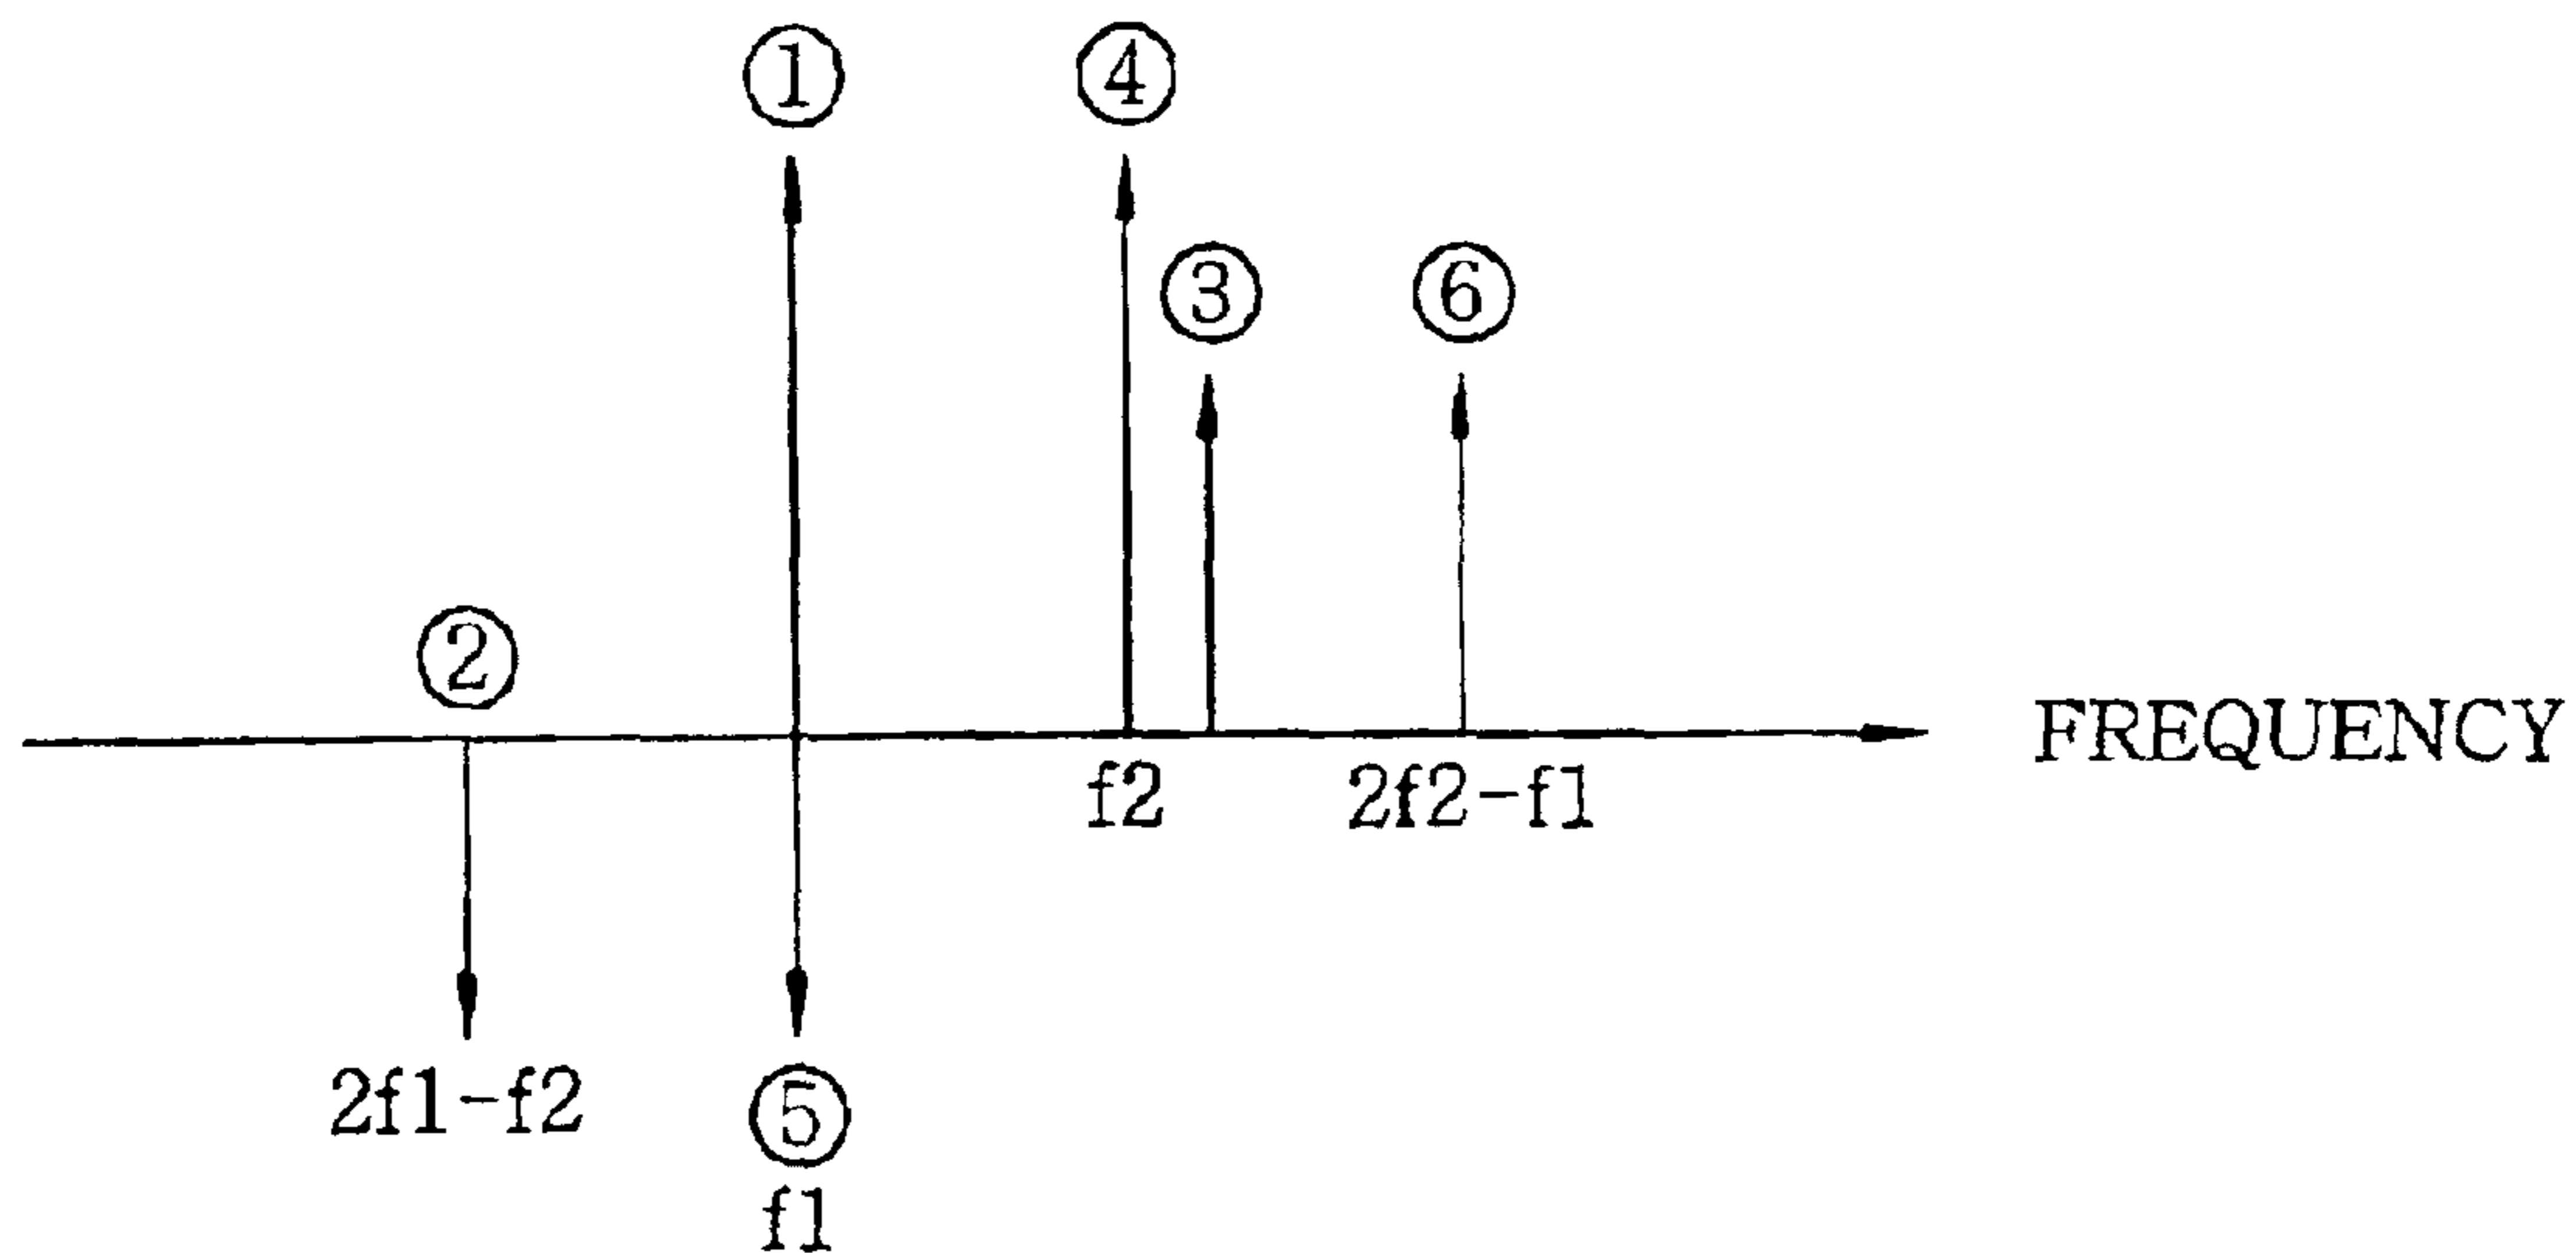 ① ④
③ ⑥
②
FREQUENCY
f2 2f2-f1
2f1-f2 ⑤
f1